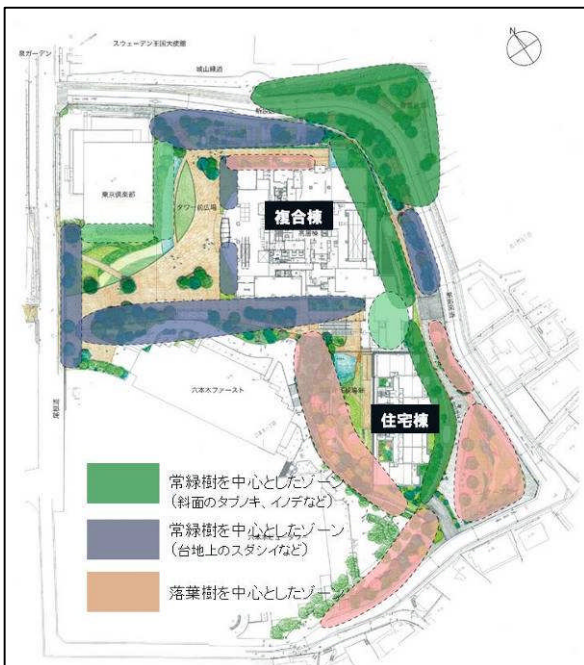 N
スウェーデン王国大使館
泉ガーデン
城山緑道
東京倶楽部
タワー前広場
複合棟
六本木ファースト
住宅棟
尾根道
常緑樹を中心としたゾーン
(斜面のタブノキ、イノデなど)
常緑樹を中心としたゾーン
(台地上のスダシイなど)
落葉樹を中心としたゾーン